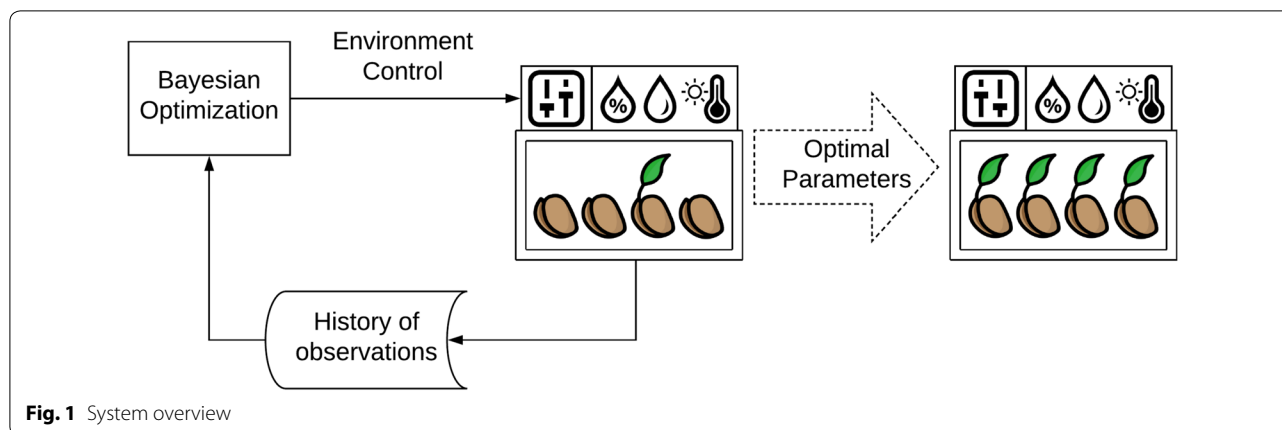 Bayesian
Optimization
Environment
Control
%
Optimal
Parameters
%
History of
observations
Fig. 1 System overview